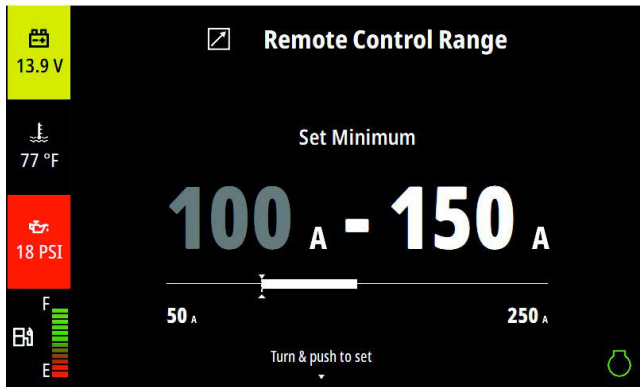 13.9 V
77 °F
18 PSI
F
E
Remote Control Range
Set Minimum
100 A - 150 A
50 A
250 A
Turn & push to set